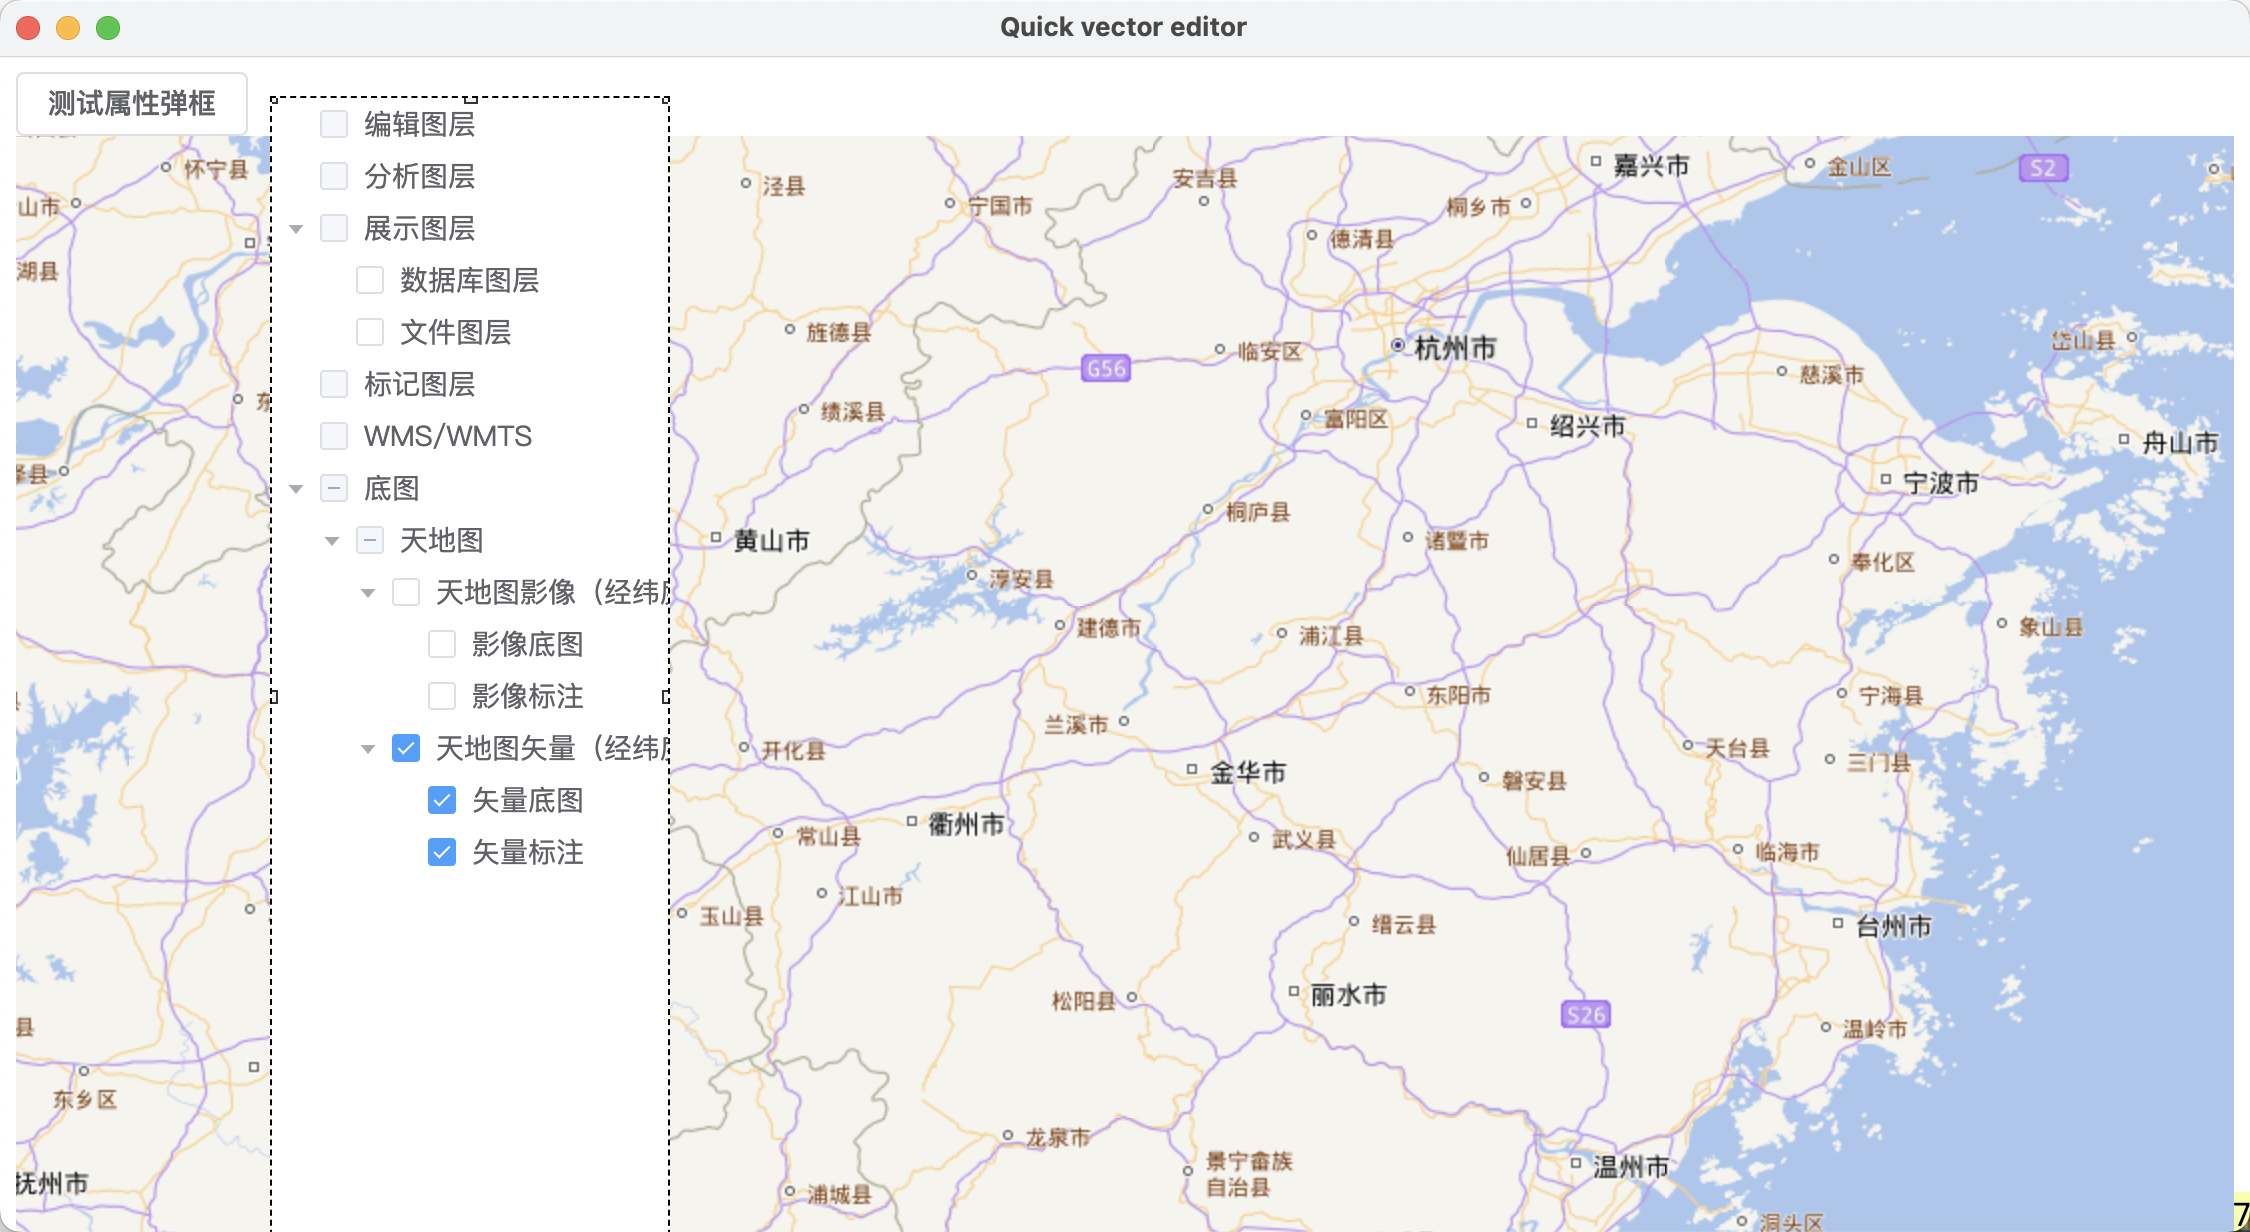 Quick vector editor
测试属性弹框
编辑图层
分析图层
展示图层
数据库图层
文件图层
标记图层
WMS/WMTS
底图
天地图
天地图影像（经纬
影像底图
影像标注
天地图矢量（经纬
矢量底图
矢量标注
怀宁县
山市
湖县
县
东乡区
抚州市
泾县
宁国市
安吉县
嘉兴市
金山区
S2
桐乡市
德清县
旌德县
G56
临安区
杭州市
岱山县
慈溪市
绩溪县
富阳区
绍兴市
舟山市
宁波市
桐庐县
黄山市
诸暨市
奉化区
淳安县
建德市
浦江县
象山县
东阳市
宁海县
兰溪市
开化县
天台县
三门县
金华市
磐安县
衢州市
常山县
武义县
仙居县
临海市
江山市
玉山县
缙云县
台州市
松阳县
丽水市
S26
温岭市
龙泉市
景宁畲族
自治县
温州市
浦城县
洞头区
7